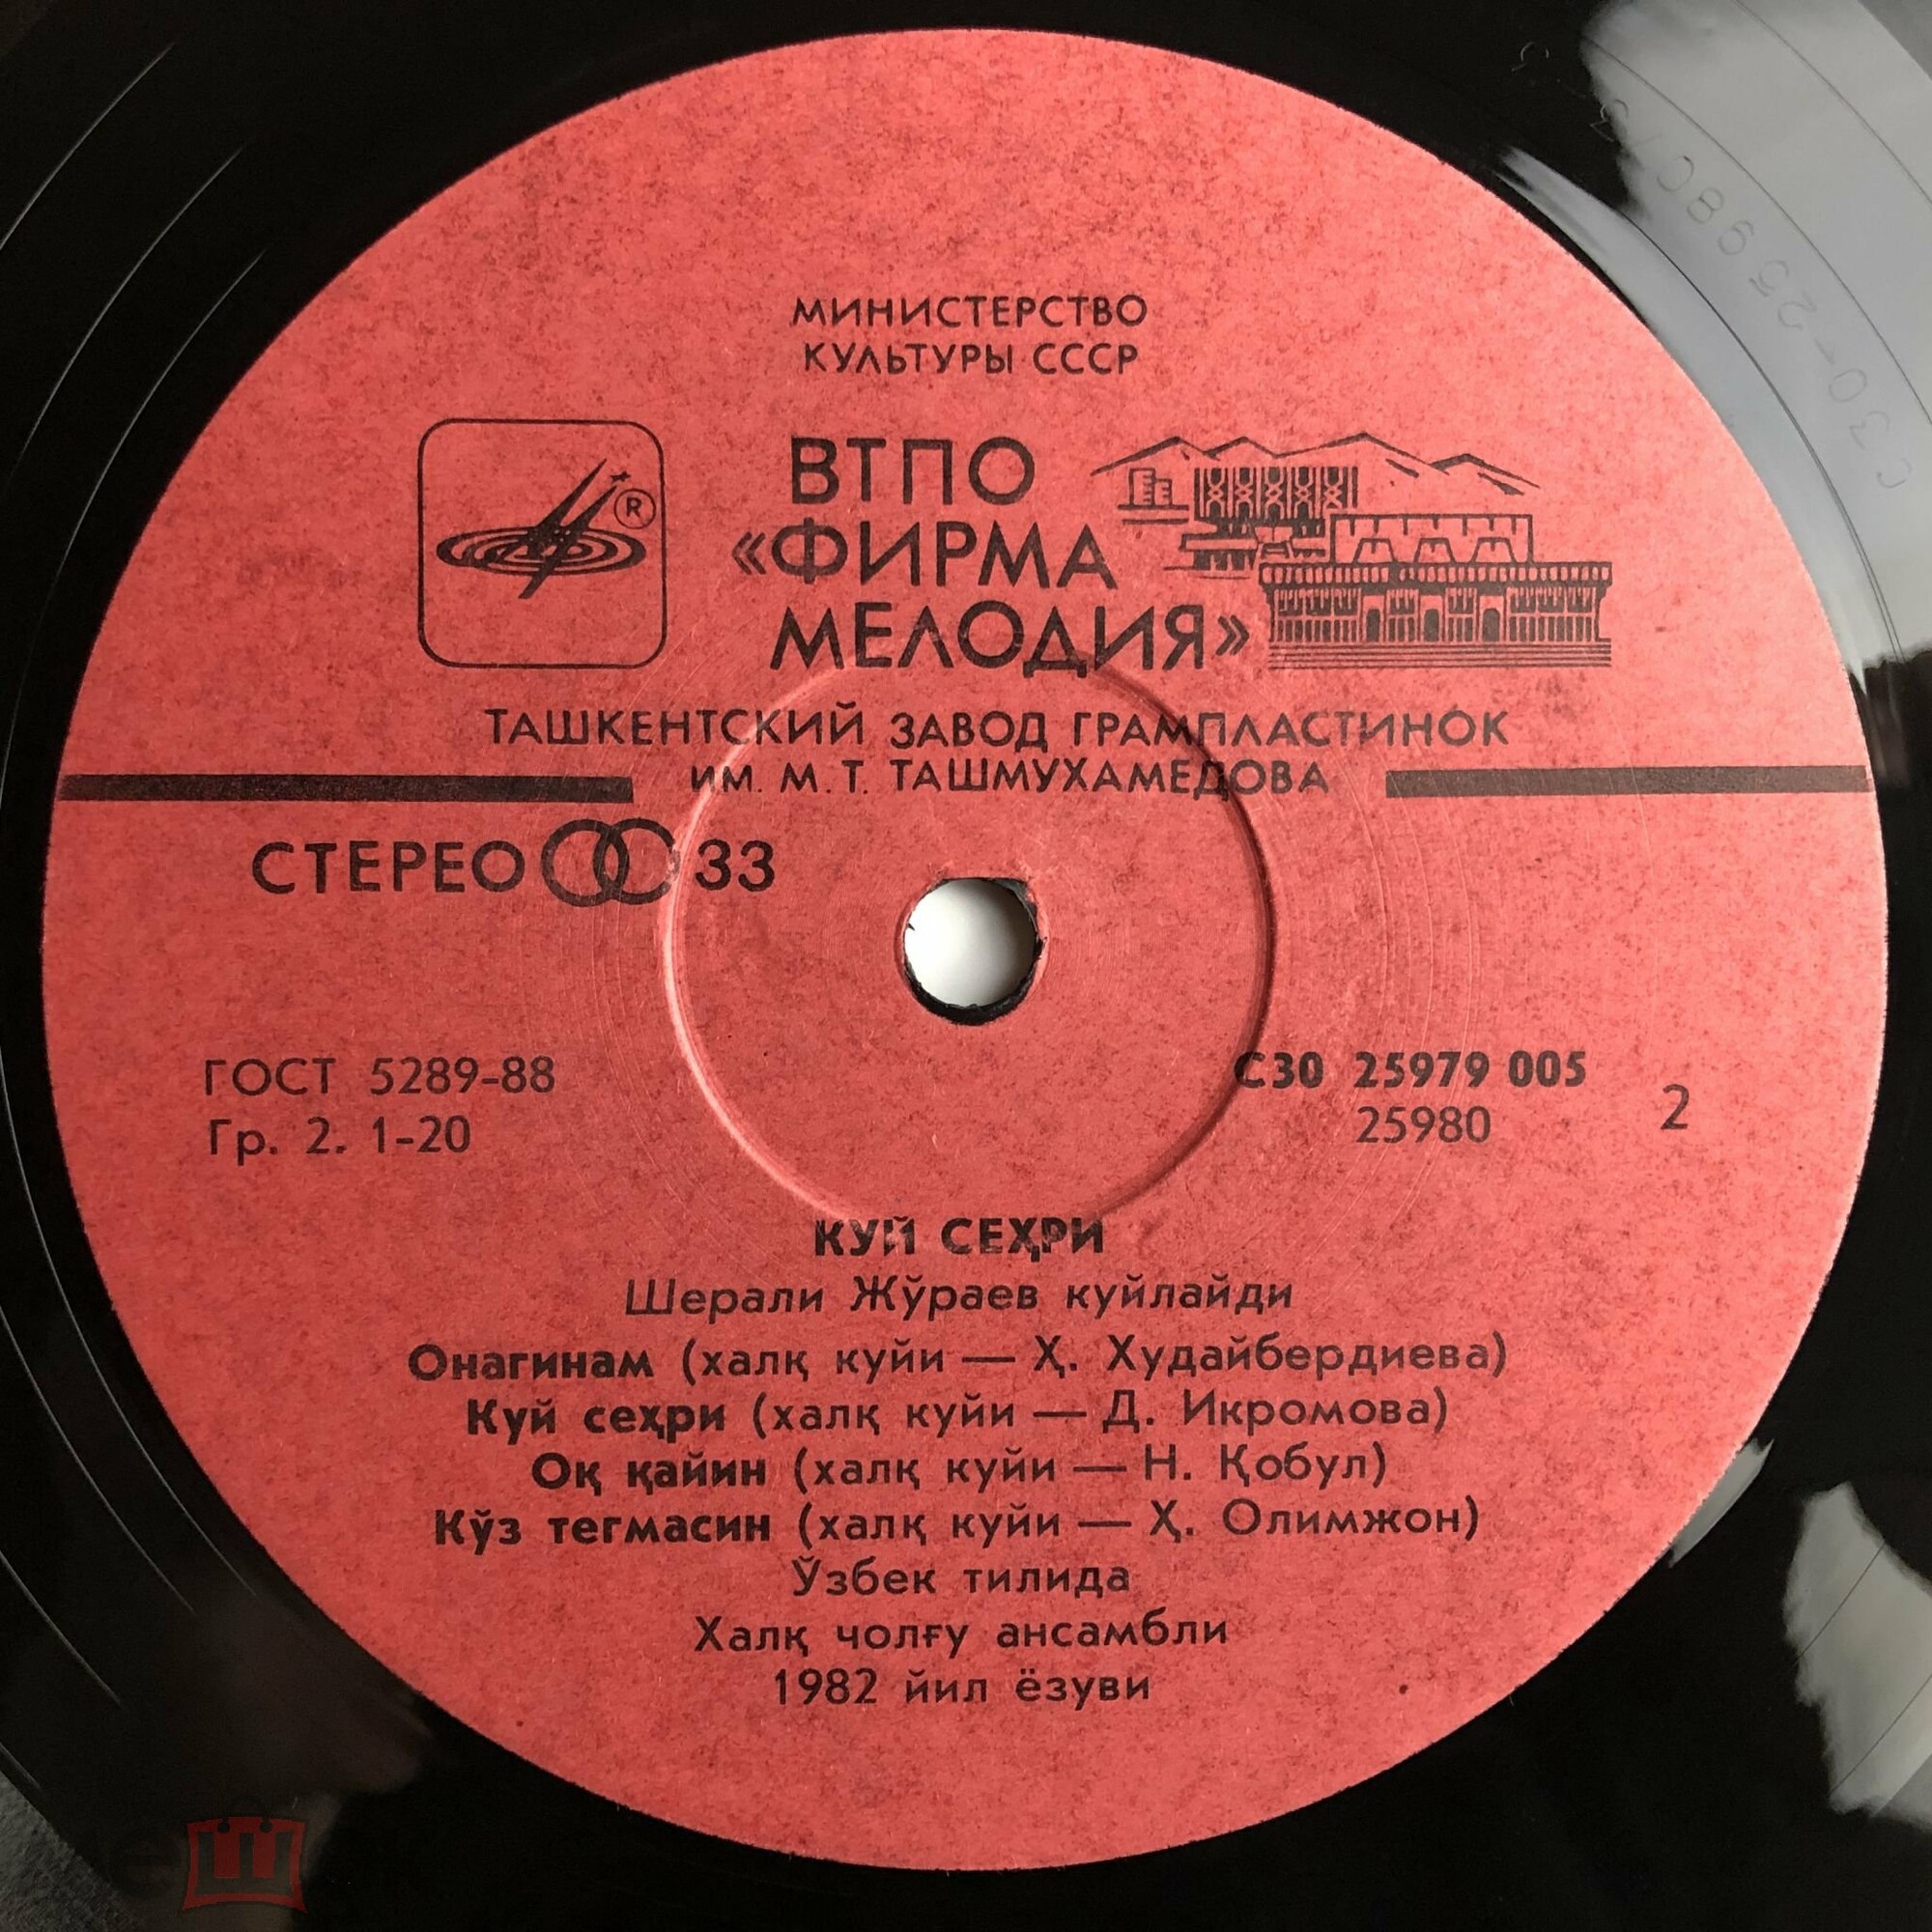 МИНИСТЕРСТВО
КУЛЬТУРЫ СССР
ВТПО
«ФИРМА
МЕЛОДИЯ»
R
ТАШКЕНТСКИЙ ЗАВОД ГРАМПЛАСТИНОК
ИМ. М. Т. ТАШМУХАМЕДОВА
СТЕРЕО 33
ГОСТ 5289-88
Гр. 2. 1-20
С30 25979 005
25980
2
КУЙ СЕҲРИ
Шерали Жўраев куйлайди
Онагинам (халқ куйи — Ҳ. Худайбердиева)
Куй сеҳри (халқ куйи — Д. Икромова)
Оқ қайин (халқ куйи — Н. Қобул)
Кўз тегмасин (халқ куйи — Ҳ. Олимжон)
Ўзбек тилида
Халқ чолғу ансамбли
1982 йил ёзуви